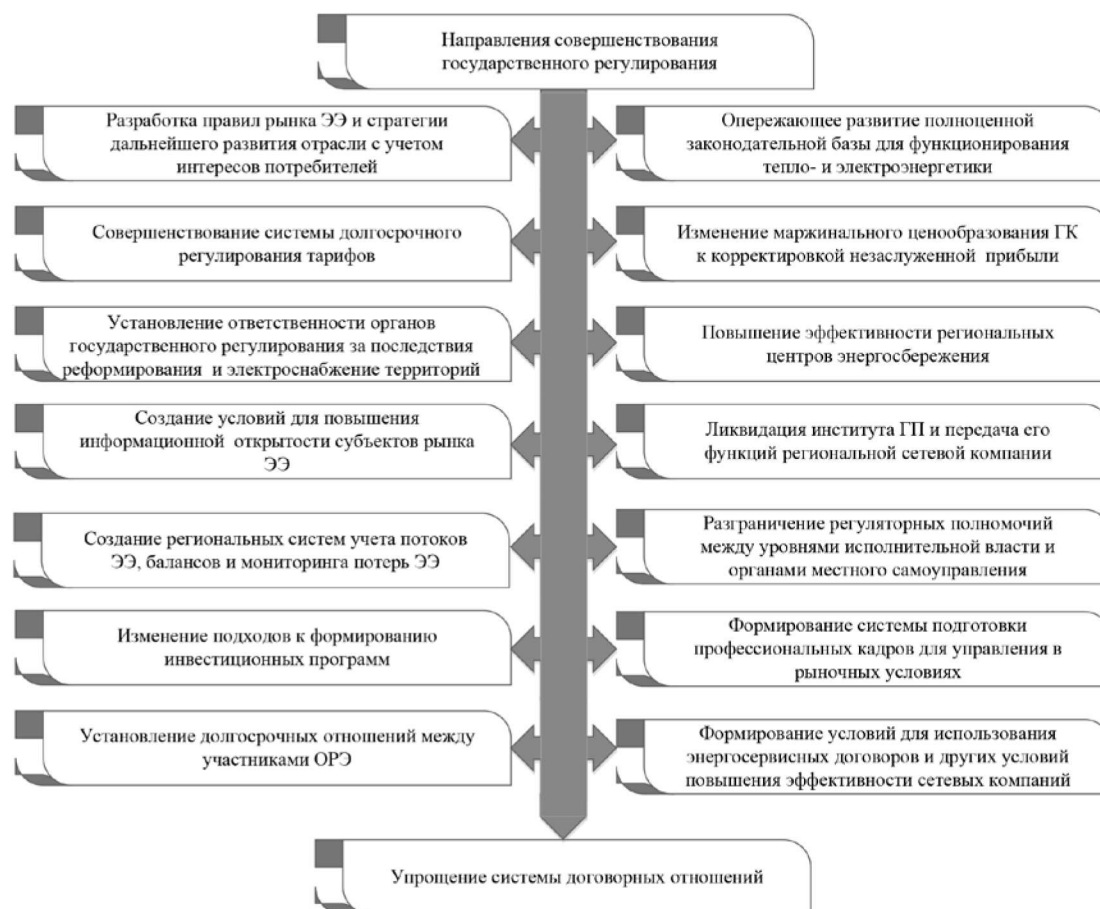 Направления совершенствования
государственного регулирования
Разработка правил рынка ЭЭ и стратегии
дальнейшего развития отрасли с учетом
интересов потребителей
Опережающее развитие полноценной
законодательной базы для функционирования
тепло- и электроэнергетики
Совершенствование системы долгосрочного
регулирования тарифов
Изменение маржинального ценообразования ГК
к корректировкой незаслуженной прибыли
Установление ответственности органов
государственного регулирования за последствия
реформирования и электроснабжение территорий
Повышение эффективности региональных
центров энергосбережения
Создание условий для повышения
информационной открытости субъектов рынка
ЭЭ
Ликвидация института ГП и передача его
функций региональной сетевой компании
Создание региональных систем учета потоков
ЭЭ, балансов и мониторинга потерь ЭЭ
Разграничение регуляторных полномочий
между уровнями исполнительной власти и
органами местного самоуправления
Изменение подходов к формированию
инвестиционных программ
Формирование системы подготовки
профессиональных кадров для управления в
рыночных условиях
Установление долгосрочных отношений между
участниками ОРЭ
Формирование условий для использования
энергосервисных договоров и других условий
повышения эффективности сетевых компаний
Упрощение системы договорных отношений